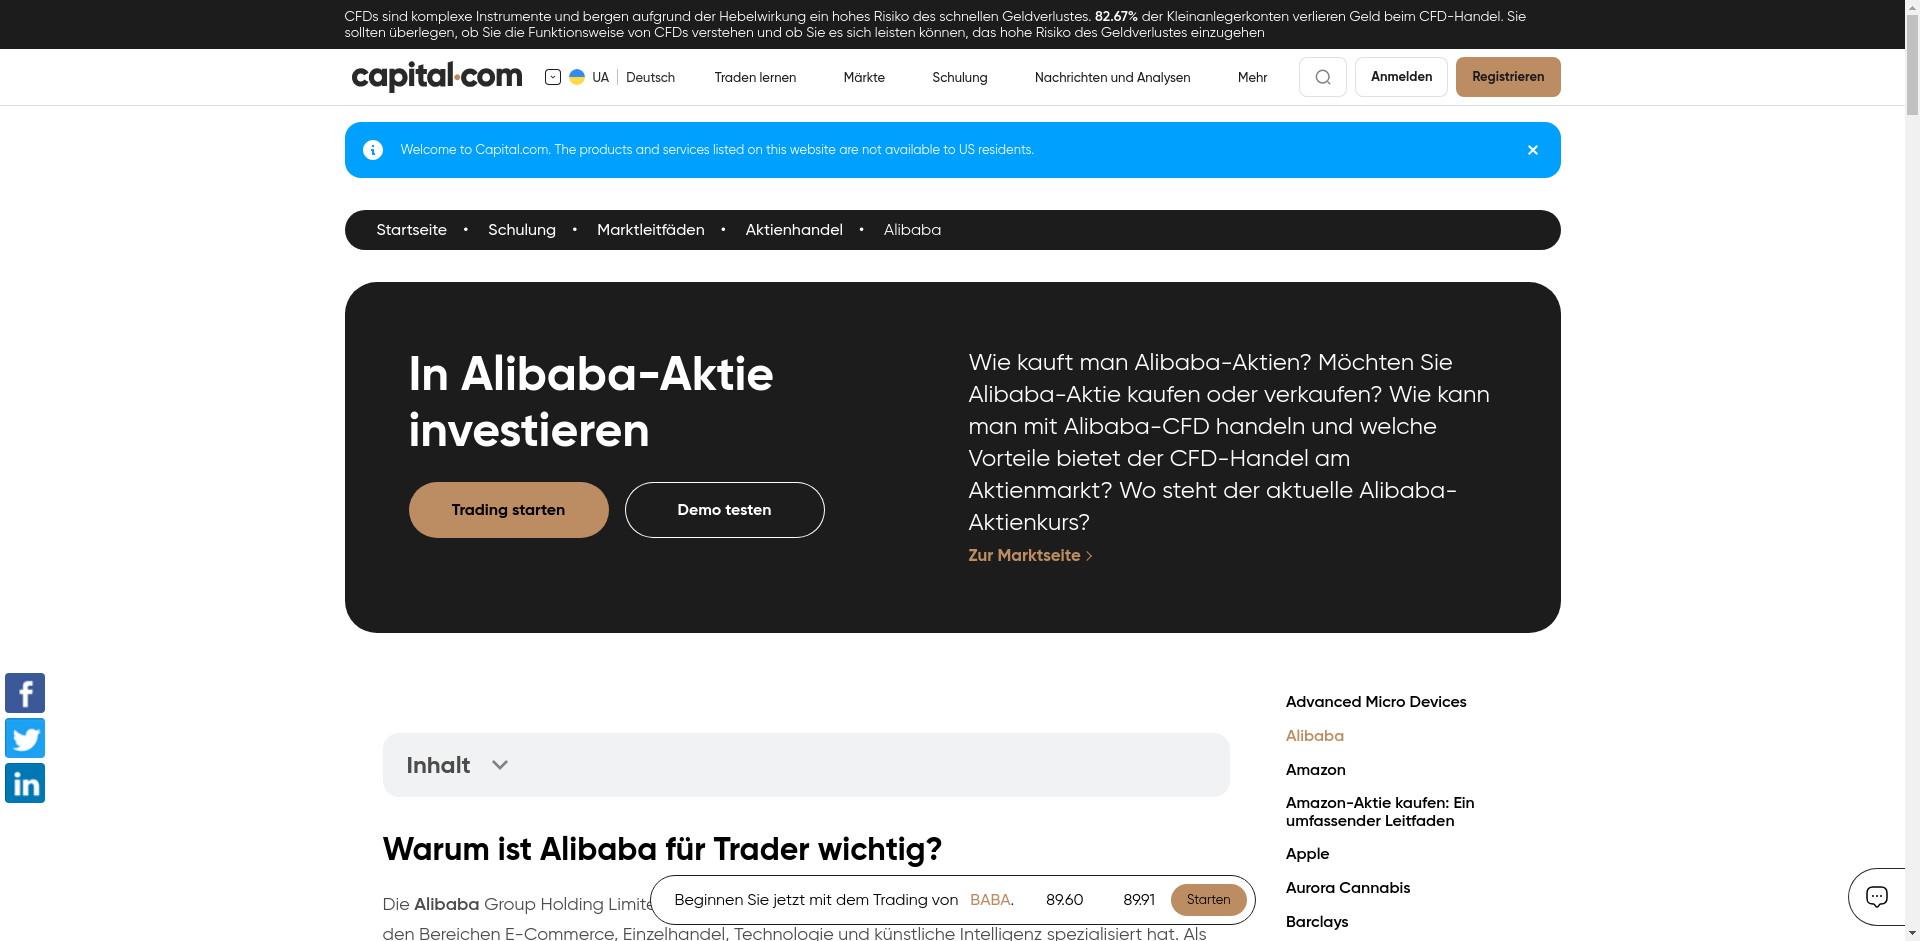 CFDs sind komplexe Instrumente und bergen aufgrund der Hebelwirkung ein hohes Risiko des schnellen Geldverlustes. 82.67% der Kleinanlegerkonten verlieren Geld beim CFD-Handel. Sie
sollten überlegen, ob Sie die Funktionsweise von CFDs verstehen und ob Sie es sich leisten können, das hohe Risiko des Geldverlustes einzugehen
capital.com UA Deutsch Traden lernen Märkte Schulung Nachrichten und Analysen Mehr Anmelden Registrieren
Welcome to Capital.com. The products and services listed on this website are not available to US residents.
Startseite • Schulung • Marktleitfäden • Aktienhandel • Alibaba
In Alibaba-Aktie
investieren
Trading starten Demo testen
Wie kauft man Alibaba-Aktien? Möchten Sie
Alibaba-Aktie kaufen oder verkaufen? Wie kann
man mit Alibaba-CFD handeln und welche
Vorteile bietet der CFD-Handel am
Aktienmarkt? Wo steht der aktuelle Alibaba-
Aktienkurs?
Zur Marktseite
Inhalt
Warum ist Alibaba für Trader wichtig?
Die Alibaba Group Holding Limite
den Bereichen E-Commerce, Einzelhandel, Technologie und künstliche Intelligenz spezialisiert hat. Als
Advanced Micro Devices
Alibaba
Amazon
Amazon-Aktie kaufen: Ein
umfassender Leitfaden
Apple
Aurora Cannabis
Barclays
Beginnen Sie jetzt mit dem Trading von BABA. 89.60 89.91 Starten